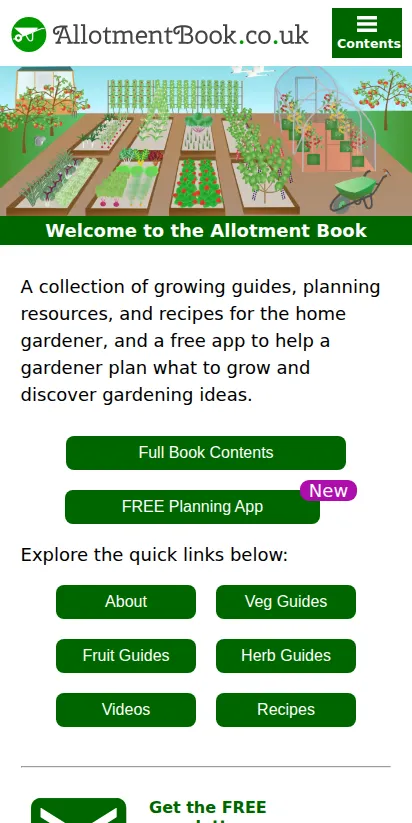 AllotmentBook.co.uk
Contents
Welcome to the Allotment Book
A collection of growing guides, planning
resources, and recipes for the home
gardener, and a free app to help a
gardener plan what to grow and
discover gardening ideas.
Full Book Contents
New
FREE Planning App
Explore the quick links below:
About
Veg Guides
Fruit Guides
Herb Guides
Videos
Recipes
Get the FREE